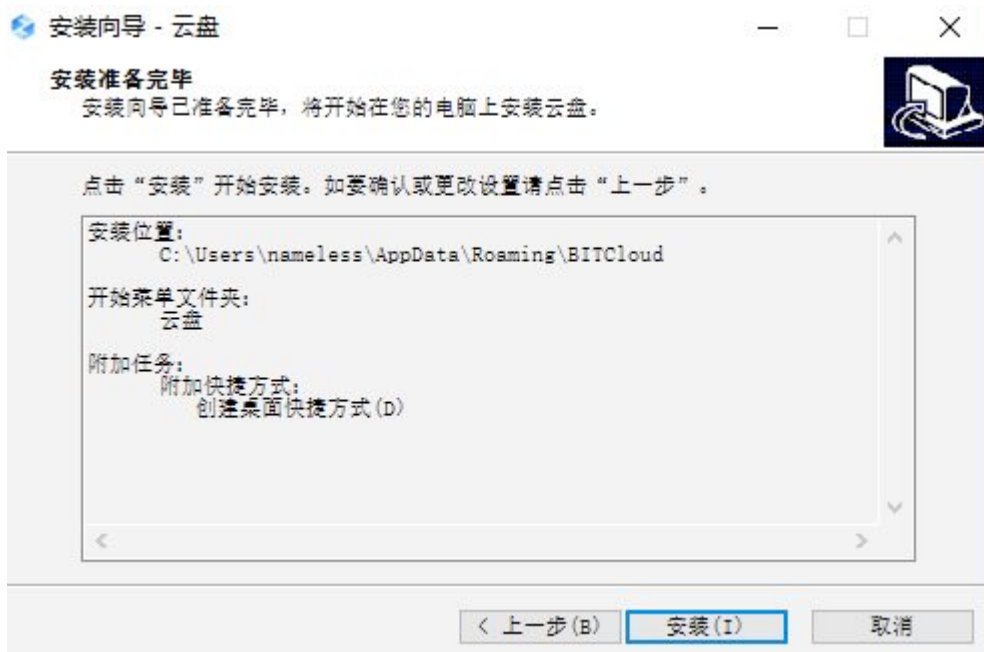 安装向导 - 云盘
安装准备完毕
安装向导已准备完毕，将开始在您的电脑上安装云盘。
点击“安装”开始安装。如要确认或更改设置请点击“上一步”。
安装位置：
C:\Users\nameless\AppData\Roaming\BITCloud
开始菜单文件夹：
云盘
附加任务：
附加快捷方式：
创建桌面快捷方式(D)
< 上一步(B)
安装(I)
取消